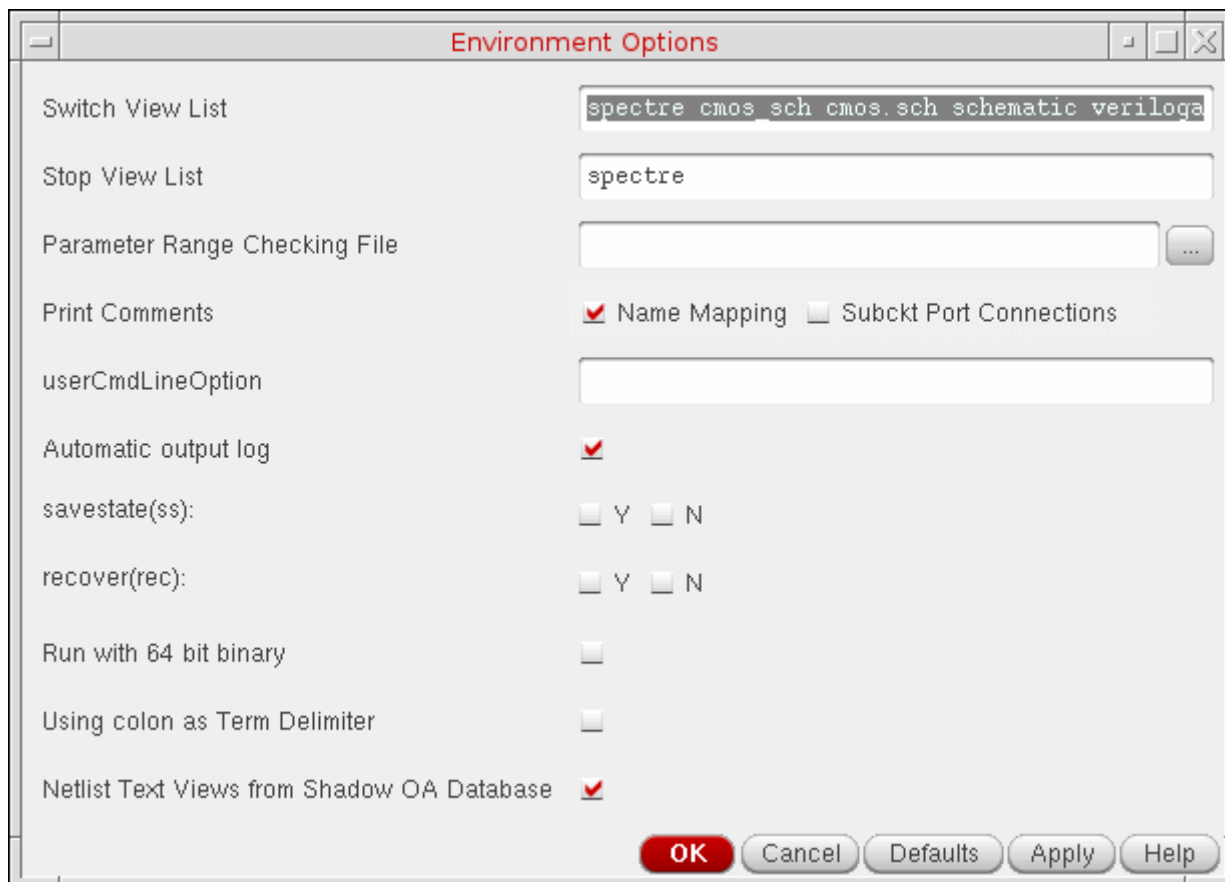 Environment Options
Switch View List spectre cmos_sch cmos.sch schematic veriloga
Stop View List spectre
Parameter Range Checking File ...
Print Comments Name Mapping Subckt Port Connections
userCmdLineOption
Automatic output log
savestate(ss): Y N
recover(rec): Y N
Run with 64 bit binary
Using colon as Term Delimiter
Netlist Text Views from Shadow OA Database
OK Cancel Defaults Apply Help